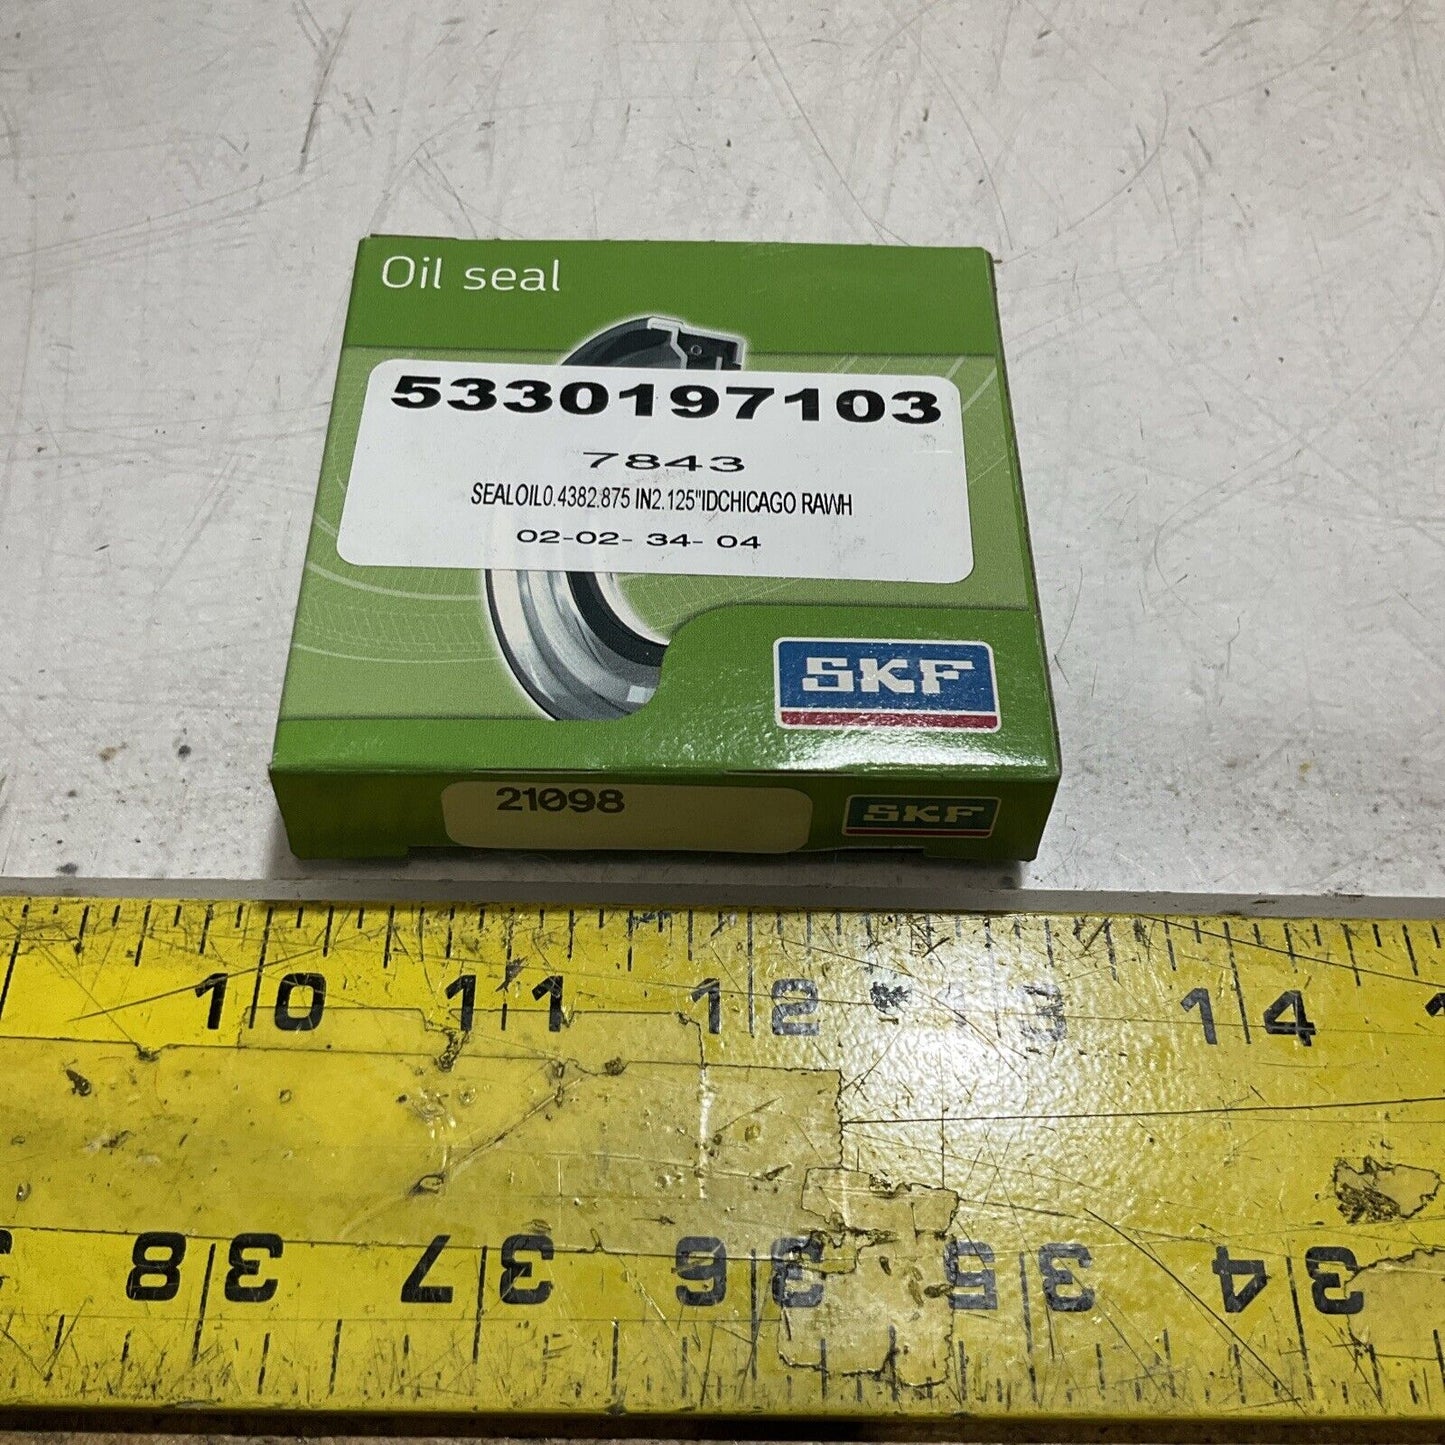 Oil seal
5330197103
7843
SEALOIL0.4382.875 IN2.125"IDCHICAGO RAWH
02-02- 34- 04
SKF
21098
SKF
10 11 12 13 14
38 37 36 35 34